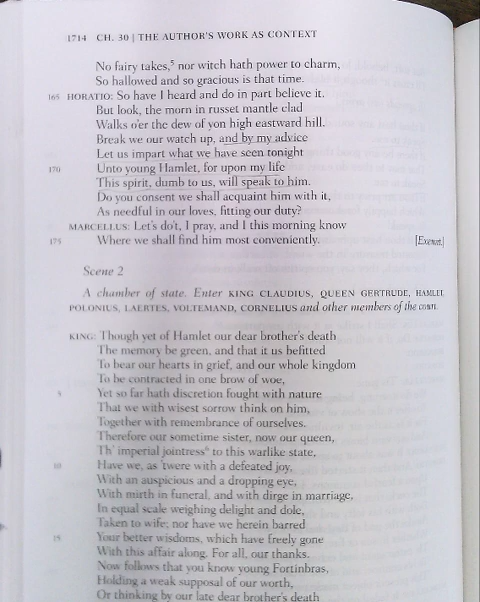 1714 CH. 30 | THE AUTHOR'S WORK AS CONTEXT
No fairy takes,5 nor witch hath power to charm,
So hallowed and so gracious is that time.
165 HORATIO: So have I heard and do in part believe it.
But look, the morn in russet mantle clad
Walks o'er the dew of yon high eastward hill.
Break we our watch up, and by my advice
Let us impart what we have seen tonight
170 Unto young Hamlet, for upon my life
This spirit, dumb to us, will speak to him.
Do you consent we shall acquaint him with it,
As needful in our loves, fitting our duty?
MARCELLUS: Let's do't, I pray, and I this morning know
175 Where we shall find him most conveniently. [Exeunt.]
Scene 2
A chamber of state. Enter KING CLAUDIUS, QUEEN GERTRUDE, HAMLET,
POLONIUS, LAERTES, VOLTEMAND, CORNELIUS and other members of the court.
KING: Though yet of Hamlet our dear brother's death
The memory be green, and that it us befitted
To bear our hearts in grief, and our whole kingdom
To be contracted in one brow of woe,
5 Yet so far hath discretion fought with nature
That we with wisest sorrow think on him,
Together with remembrance of ourselves.
Therefore our sometime sister, now our queen,
Th' imperial jointress6 to this warlike state,
10 Have we, as 'twere with a defeated joy,
With an auspicious and a dropping eye,
With mirth in funeral, and with dirge in marriage,
In equal scale weighing delight and dole,
Taken to wife; nor have we herein barred
15 Your better wisdoms, which have freely gone
With this affair along. For all, our thanks.
Now follows that you know young Fortinbras,
Holding a weak supposal of our worth,
Or thinking by our late dear brother's death